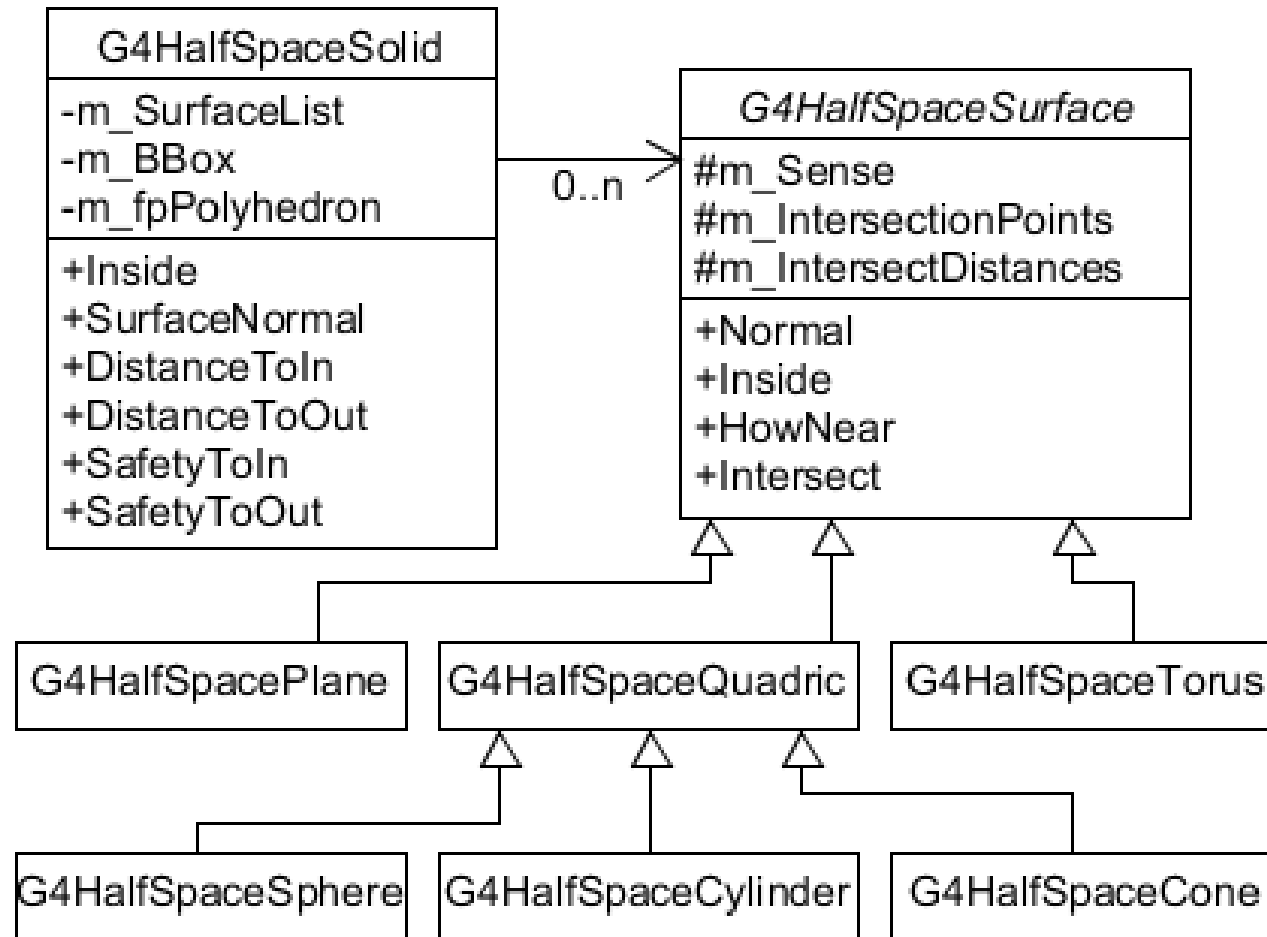 G4HalfSpaceSolid
-m_SurfaceList
-m_BBox
-m_fpPolyhedron
+Inside
+SurfaceNormal
+DistanceToIn
+DistanceToOut
+SafetyToIn
+SafetyToOut
0..n
G4HalfSpaceSurface
#m_Sense
#m_IntersectionPoints
#m_IntersectDistances
+Normal
+Inside
+HowNear
+Intersect
G4HalfSpacePlane
G4HalfSpaceQuadric
G4HalfSpaceTorus
G4HalfSpaceSphere
G4HalfSpaceCylinder
G4HalfSpaceCone